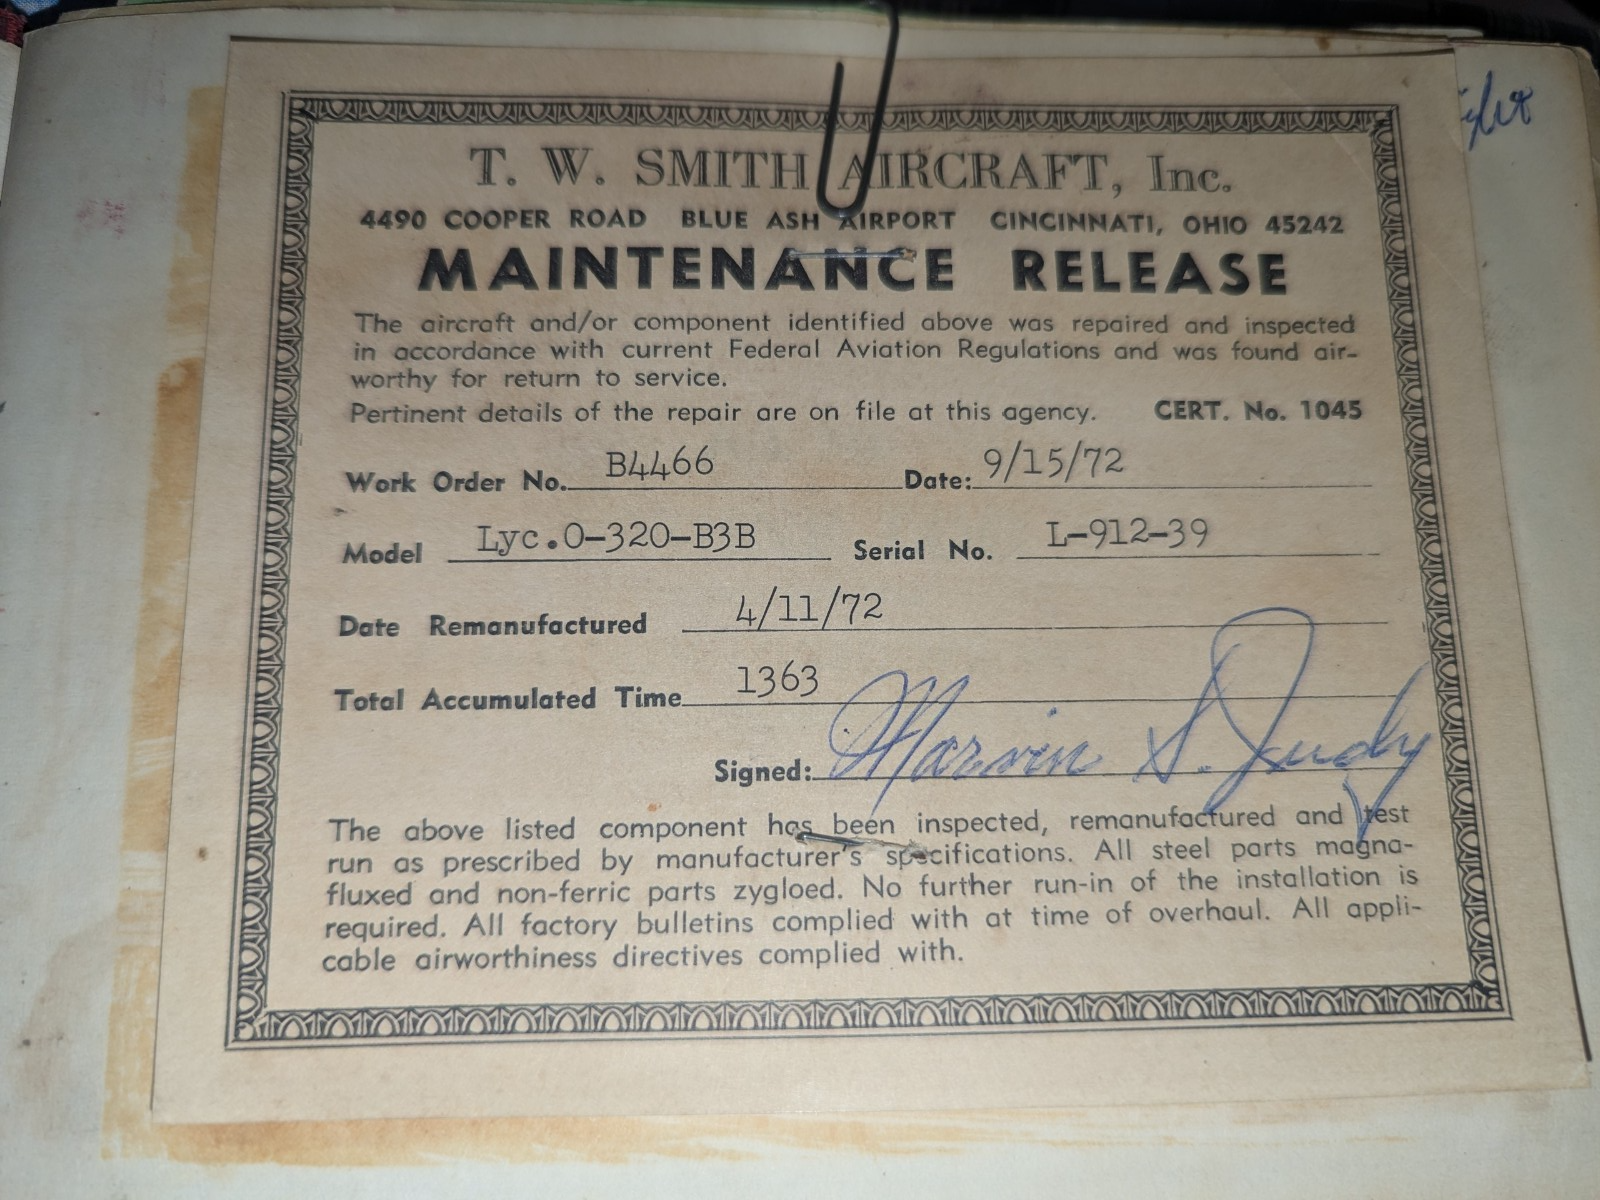 T. W. SMITH AIRCRAFT, Inc.
4490 COOPER ROAD BLUE ASH AIRPORT CINCINNATI, OHIO 45242
MAINTENANCE RELEASE
The aircraft and/or component identified above was repaired and inspected
in accordance with current Federal Aviation Regulations and was found air-
worthy for return to service.
Pertinent details of the repair are on file at this agency. CERT. No. 1045
Work Order No. B4466 Date: 9/15/72
Model Lyc.O-320-B3B Serial No. L-912-39
Date Remanufactured 4/11/72
Total Accumulated Time 1363
Signed: Marvin S. Judy
The above listed component has been inspected, remanufactured and test
run as prescribed by manufacturer's specifications. All steel parts magna-
fluxed and non-ferric parts zygloed. No further run-in of the installation is
required. All factory bulletins complied with at time of overhaul. All appli-
cable airworthiness directives complied with.